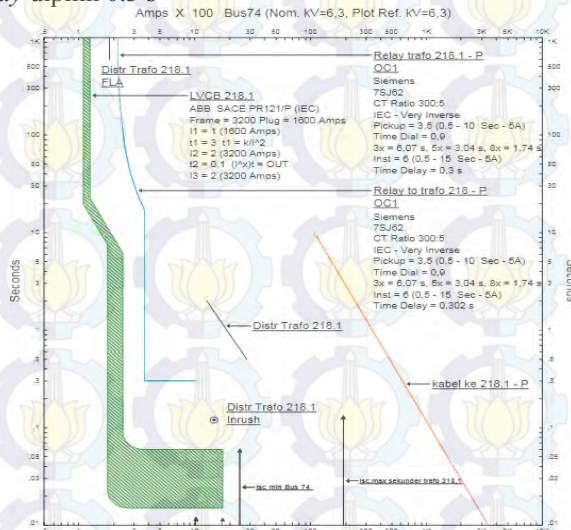 Amps X 100 Bus74 (Nom. kV=6,3, Plot Ref. kV=6,3)
Distr Trafo 218.1
FLA
LVCB 218.1
ABB SACE PR121/P (IEC)
Frame = 3200 Plug = 1600 Amps
I1 = 1 (1600 Amps)
t1 = 3 t1 = k/I^2
I2 = 2 (3200 Amps)
t2 = 0,1 (I^x)t = OUT
I3 = 2 (3200 Amps)
Relay trafo 218.1 - P
OC1
Siemens
7SJ62
CT Ratio 300:5
IEC - Very Inverse
Pickup = 3,5 (0,5 - 10 Sec - 5A)
Time Dial = 0,9
3x = 6,07 s, 5x = 3,04 s, 8x = 1,74 s
Inst = 6 (0,5 - 15 Sec - 5A)
Time Delay = 0,3 s
Relay to trafo 218 - P
OC1
Siemens
7SJ62
CT Ratio 300:5
IEC - Very Inverse
Pickup = 3,5 (0,5 - 10 Sec - 5A)
Time Dial = 0,9
3x = 6,07 s, 5x = 3,04 s, 8x = 1,74 s
Inst = 6 (0,5 - 15 Sec - 5A)
Time Delay = 0,302 s
Seconds
Seconds
Distr Trafo 218.1
kabel ke 218.1 - P
Distr Trafo 218.1
Inrush
Isc min Bus 74
Isc max sekunder trafo 218.1